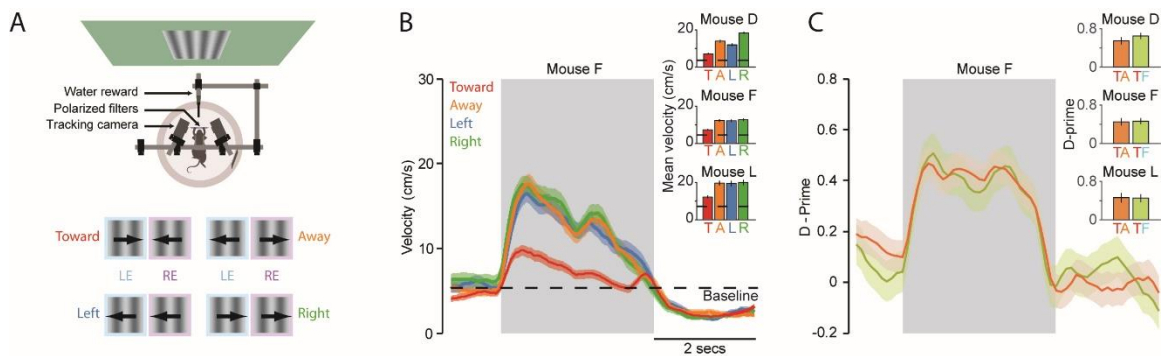 A
Water reward
Polarized filters
Tracking camera
Toward
Away
LE RE LE RE
Left
Right
B
Mouse F
Velocity (cm/s)
30
20
10
0
Toward
Away
Left
Right
Baseline
2 secs
Mean velocity (cm/s)
Mouse D
20
0
T A L R
Mouse F
20
0
T A L R
Mouse L
20
0
T A L R
C
Mouse F
D - Prime
0.8
0.6
0.4
0.2
0
-0.2
D-prime
Mouse D
0.8
0
TA TF
Mouse F
0.8
0
TA TF
Mouse L
0.8
0
TA TF